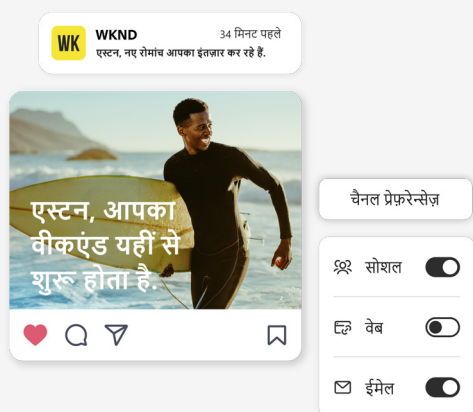 WK
WKND
34 मिनट पहले
एस्टन, नए रोमांच आपका इंतज़ार कर रहे हैं.
एस्टन, आपका
वीकएंड यहीं से
शुरू होता है.
चैनल प्रेफ़रेन्सेज़
सोशल
वेब
ईमेल